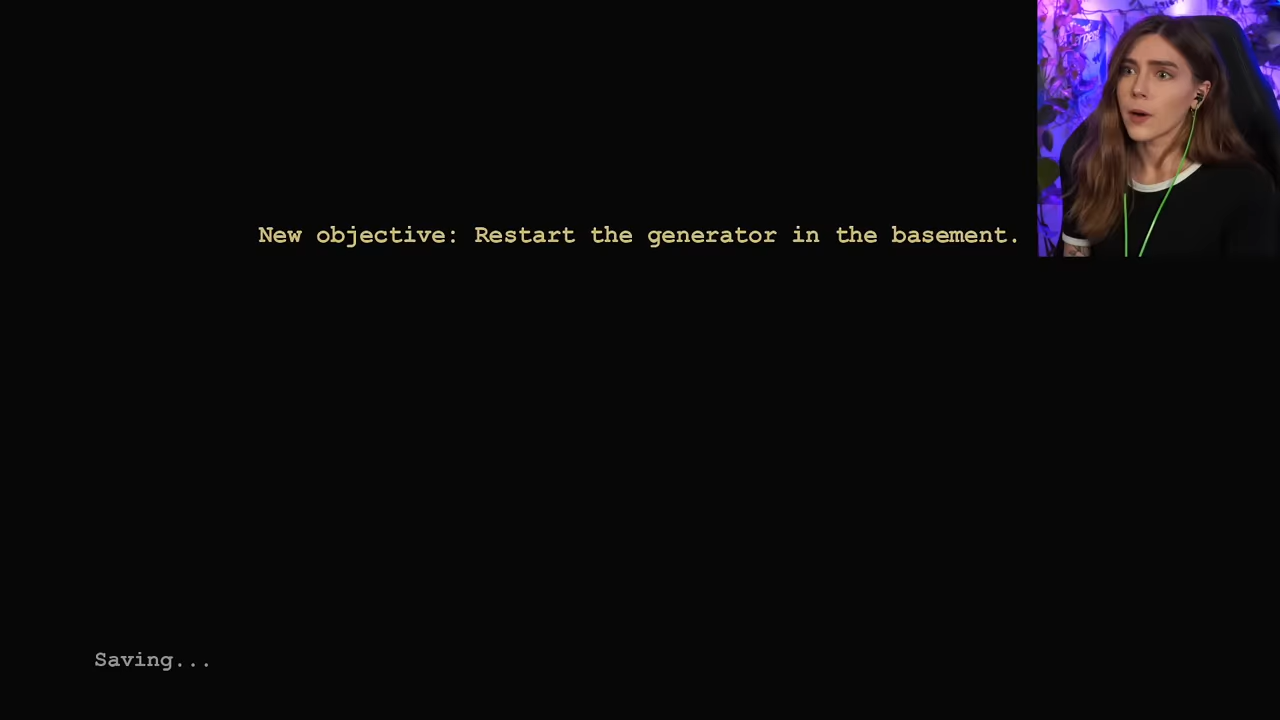 New objective: Restart the generator in the basement.
Saving...